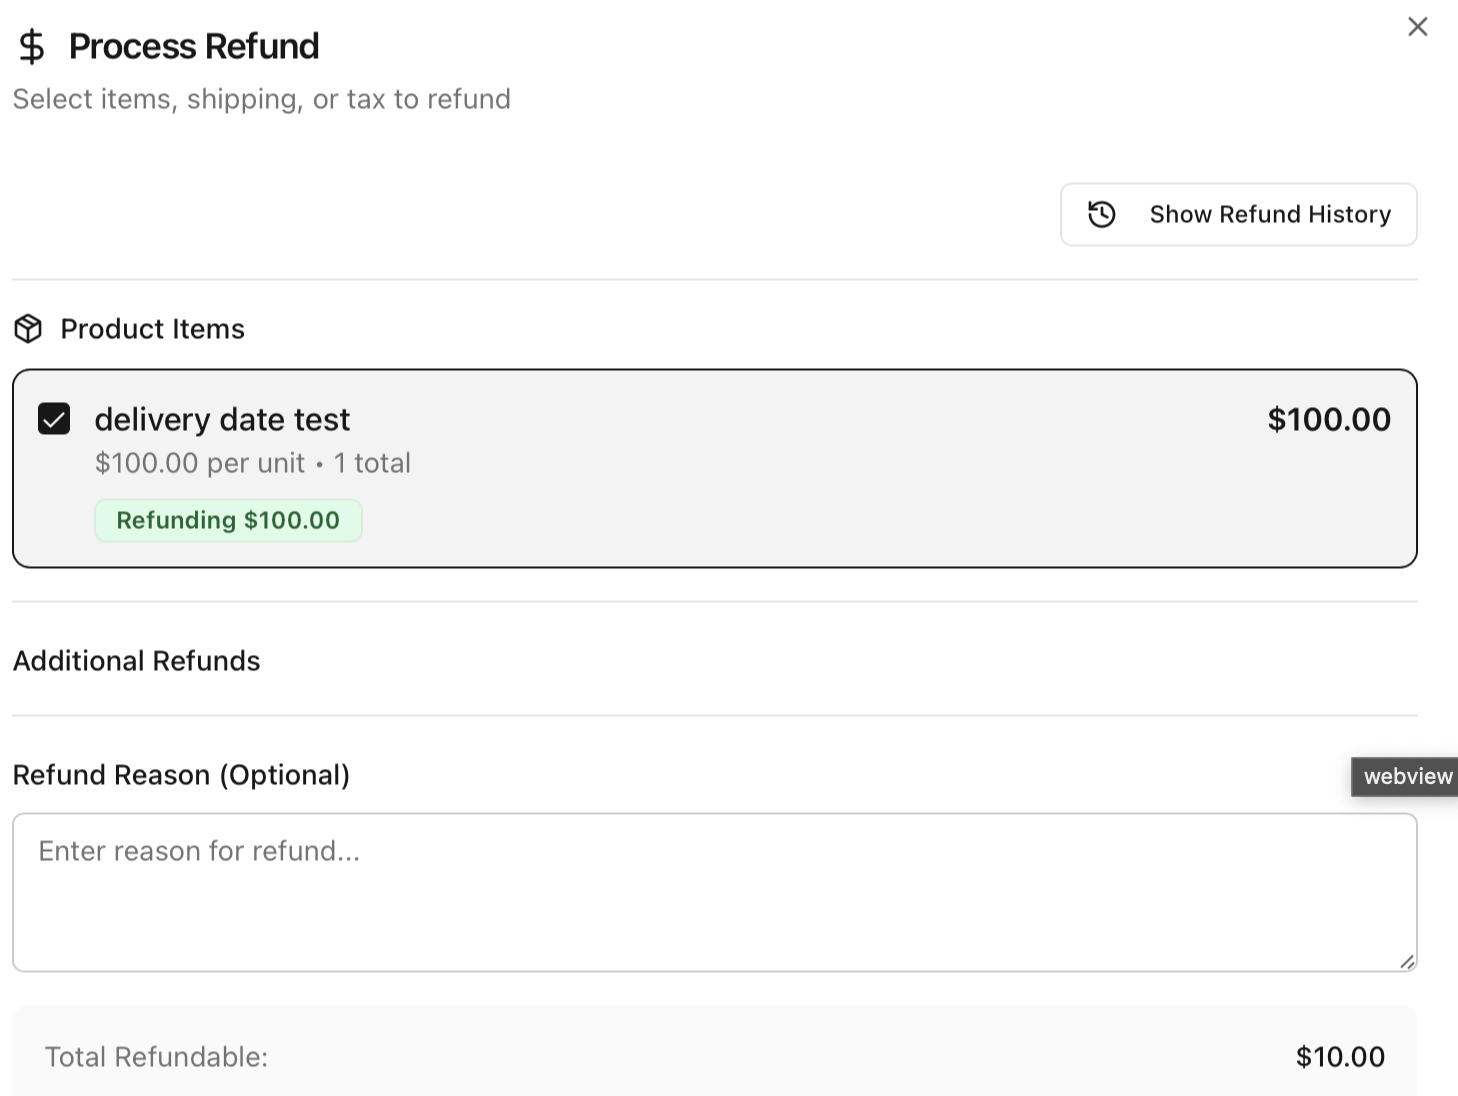 Process Refund
Select items, shipping, or tax to refund
Show Refund History
Product Items
delivery date test
$100.00
$100.00 per unit • 1 total
Refunding $100.00
Additional Refunds
Refund Reason (Optional)
webview
Enter reason for refund...
Total Refundable:
$10.00